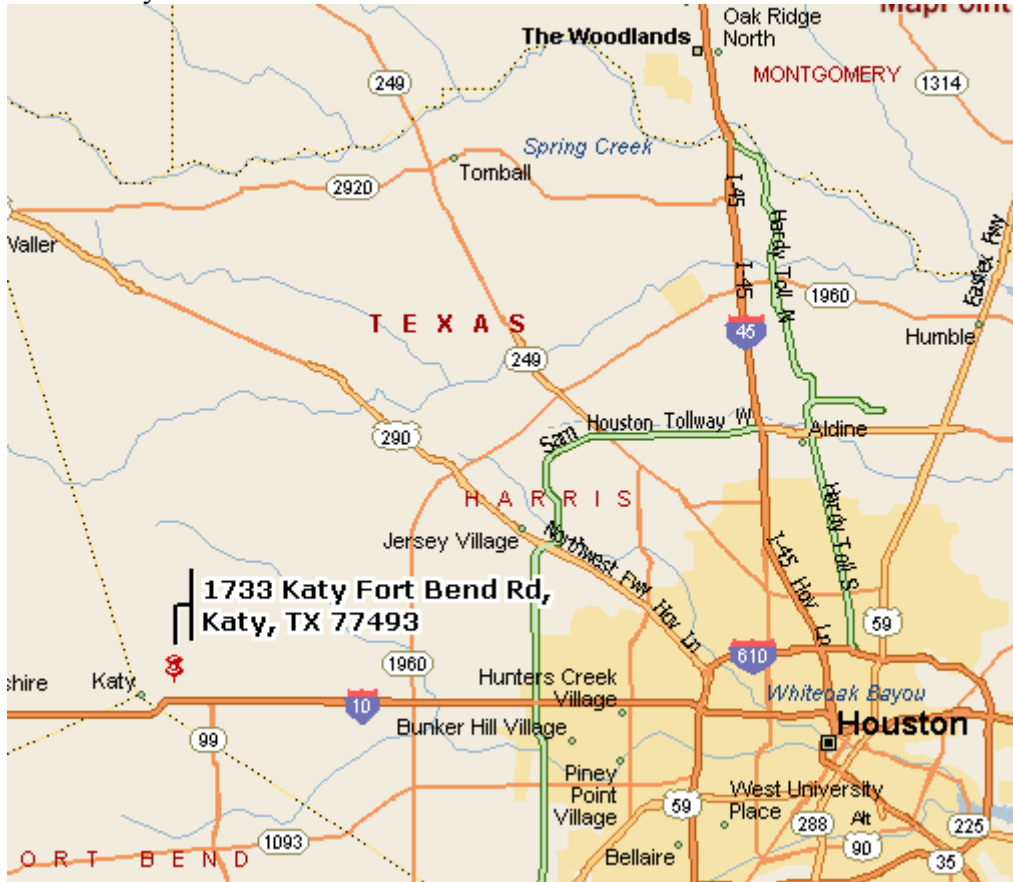 MapPoint
Oak Ridge
North
The Woodlands
MONTGOMERY
249
1314
Spring Creek
Tomball
2920
I-45
Hardy Toll N
Eastex Fwy
Waller
I-45
1960
TEXAS
45
Humble
249
Sam Houston Tollway W
Aldine
290
HARRIS
Hardy Toll S
Jersey Village
Northwest Fwy Hov Ln
I-45 Hov Ln
1733 Katy Fort Bend Rd,
Katy, TX 77493
59
610
1960
shire
Katy
Hunters Creek
Village
Whiteoak Bayou
10
Bunker Hill Village
Houston
99
Piney
Point
Village
West University
Place
59
288
Alt
90
225
1093
ORT BEND
Bellaire
35